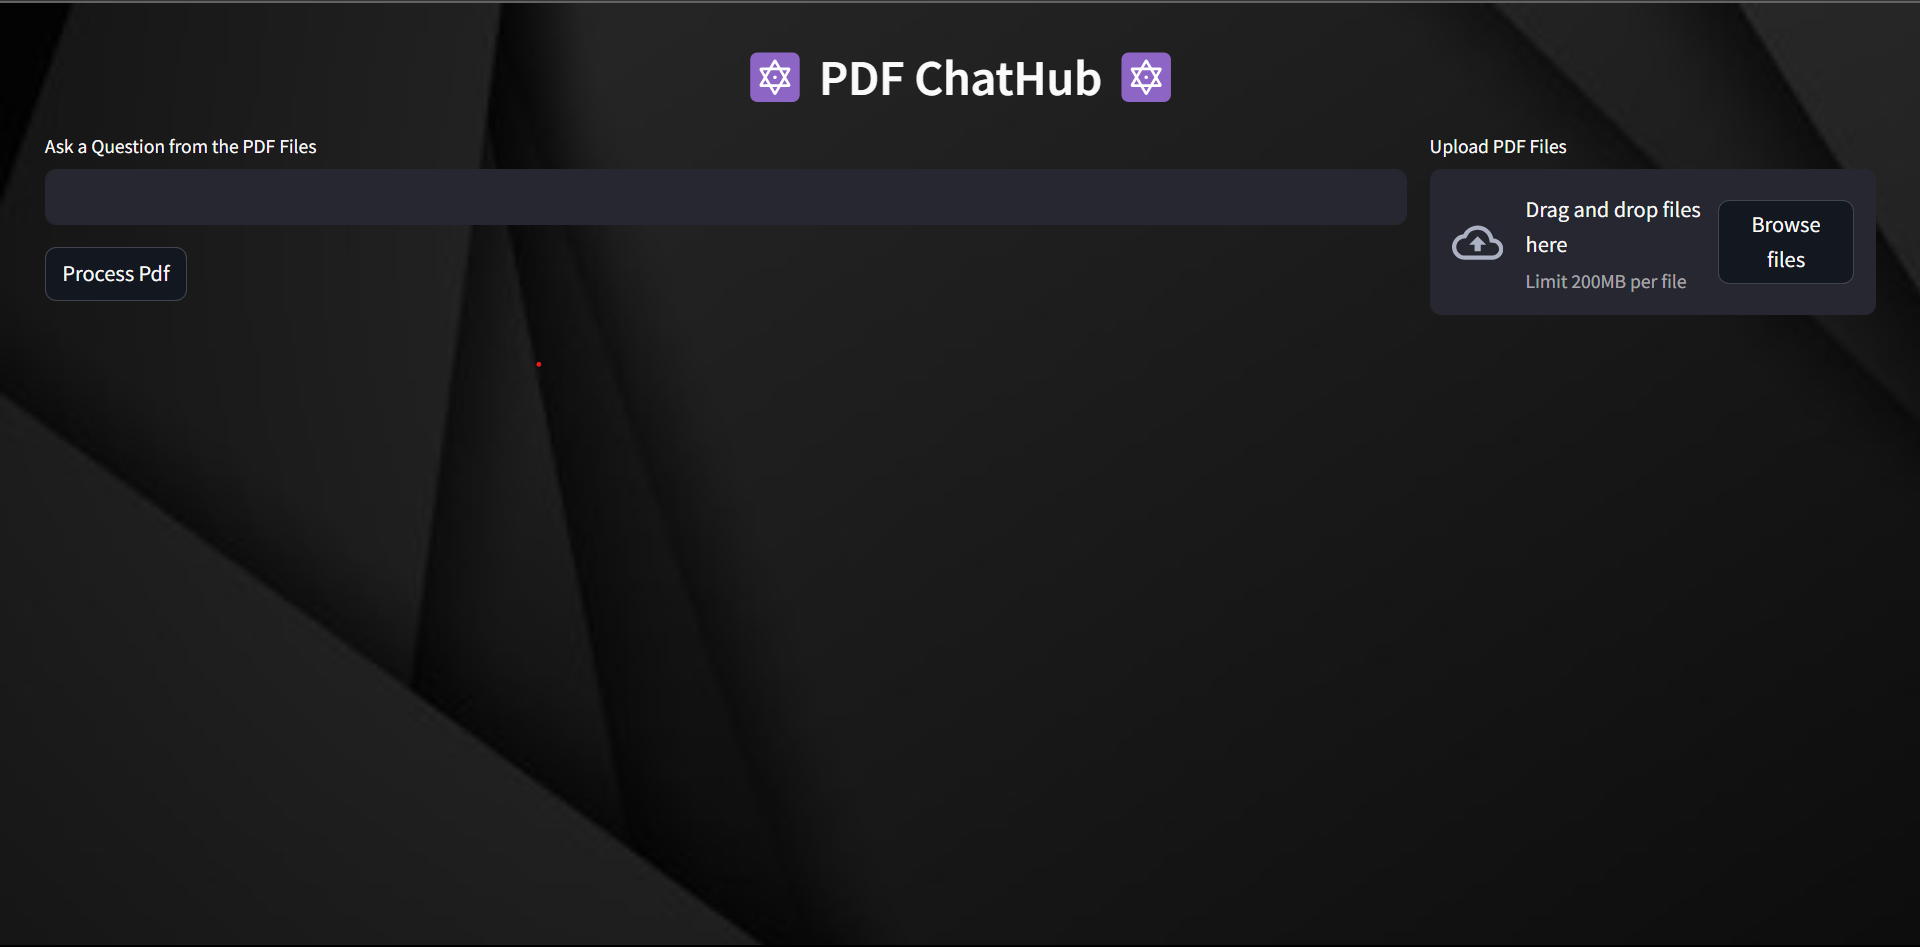 PDF ChatHub
Ask a Question from the PDF Files
Process Pdf
Upload PDF Files
Drag and drop files
here
Limit 200MB per file
Browse
files